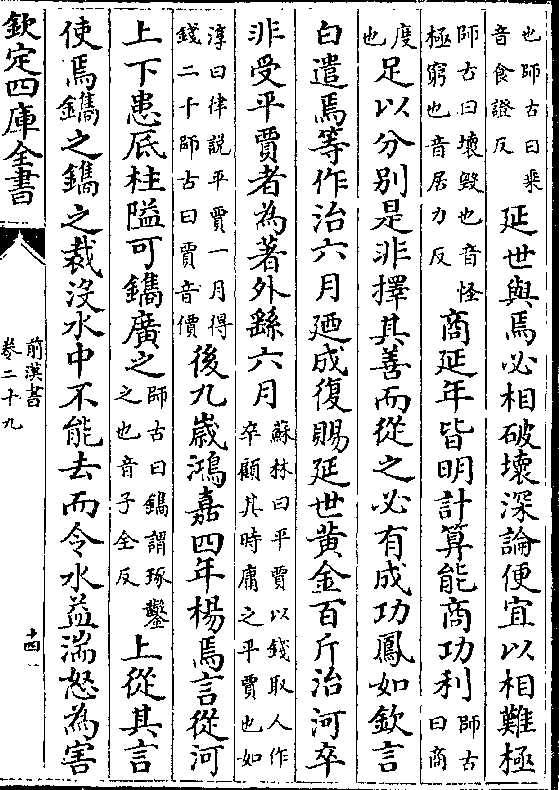 也師古曰乘
音食證反
延世與焉必相破壞深論便宜以相難極
師古曰壞毀也音怪
極窮也音居力反
商延年皆明計算能商功利
師古
曰商
度
也
足以分別是非擇其善而從之必有成功鳳如欽言
白遣焉等作治六月廼成復賜延世黃金百斤治河卒
非受平賈者為著外繇六月
蘇林曰平賈以錢取人作
卒顧其時庸之平賈也如
淳曰律說平賈一月得
錢二千師古曰賈音價
後九歲鴻嘉四年楊焉言從河
上下患厎柱隘可鐫廣之
師古曰鐫謂琢鑿
之也音子全反
上從其言
使焉鐫之鐫之裁沒水中不能去而令水益湍怒為害
欽定四庫全書
前漢書
卷二十九
十四